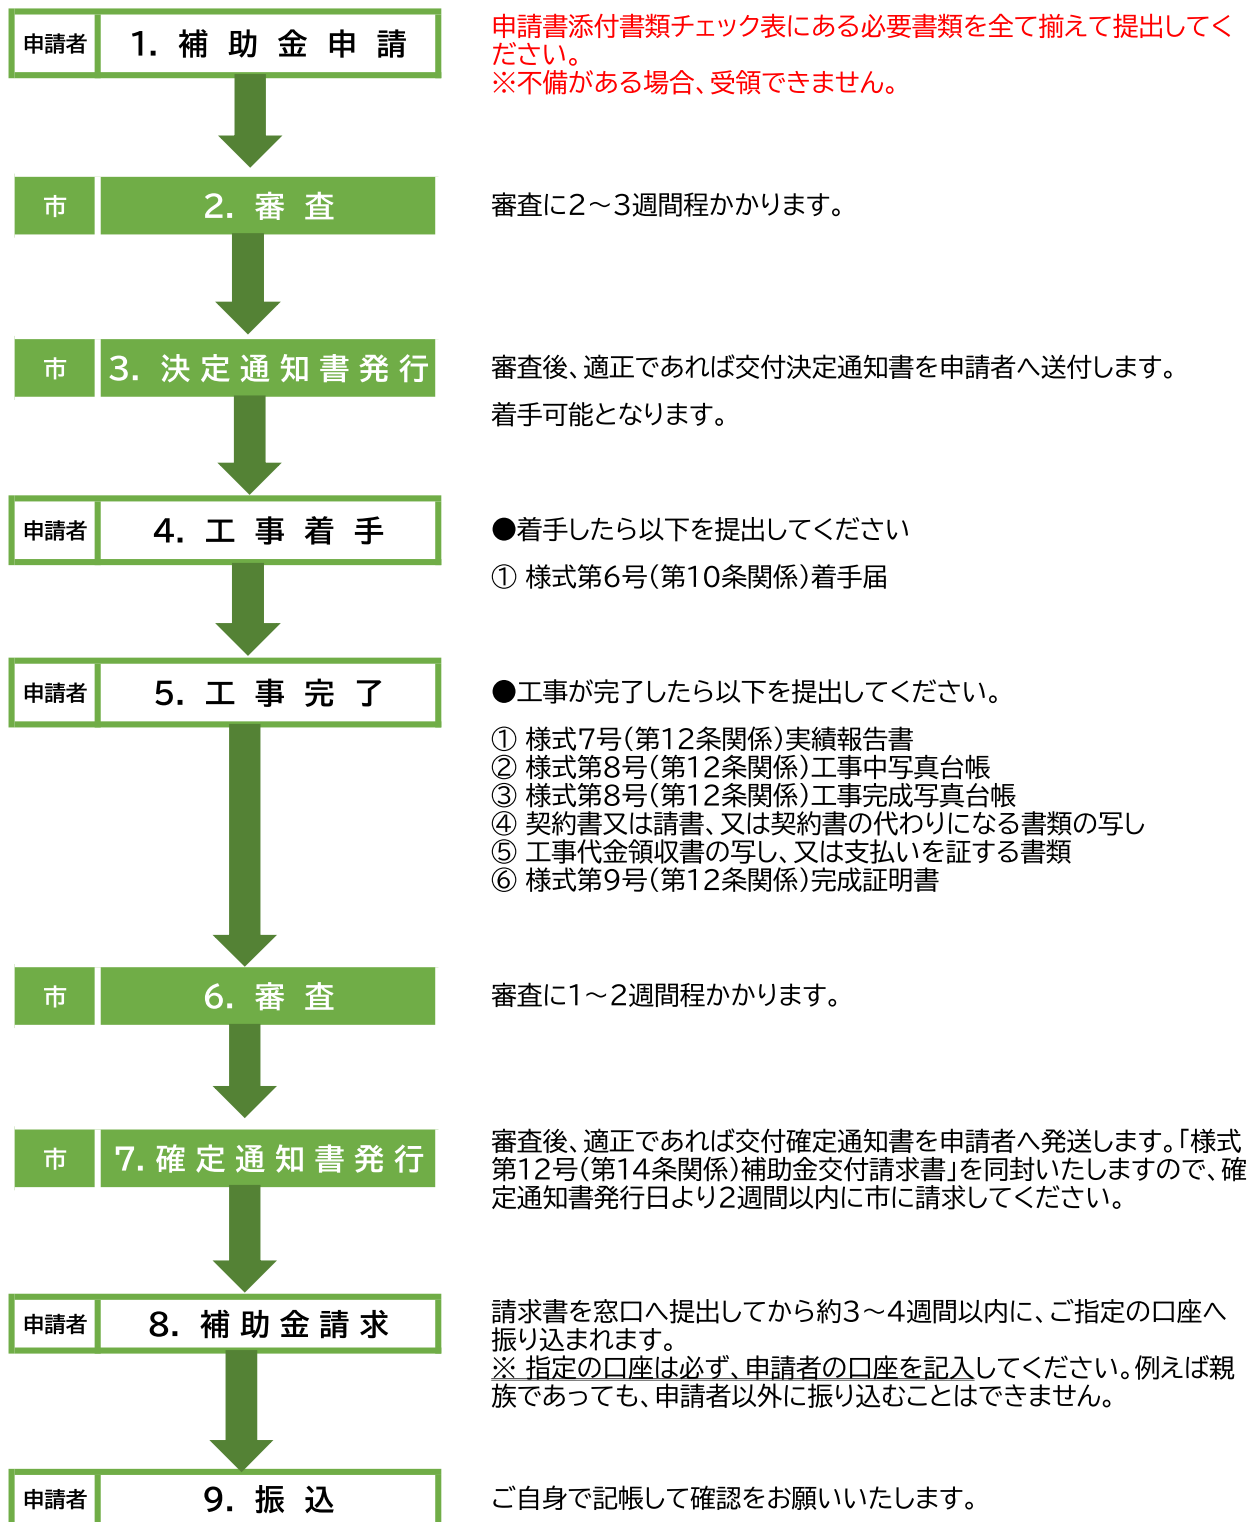 申請者 1. 補助金申請
申請書添付書類チェック表にある必要書類を全て揃えて提出してく
ださい。
※不備がある場合、受領できません。
市 2. 審査
審査に2～3週間程かかります。
市 3. 決定通知書発行
審査後、適正であれば交付決定通知書を申請者へ送付します。
着手可能となります。
申請者 4. 工事着手
●着手したら以下を提出してください
① 様式第6号(第10条関係)着手届
申請者 5. 工事完了
●工事が完了したら以下を提出してください。
① 様式7号(第12条関係)実績報告書
② 様式第8号(第12条関係)工事中写真台帳
③ 様式第8号(第12条関係)工事完成写真台帳
④ 契約書又は請書、又は契約書の代わりになる書類の写し
⑤ 工事代金領収書の写し、又は支払いを証する書類
⑥ 様式第9号(第12条関係)完成証明書
市 6. 審査
審査に1～2週間程かかります。
市 7. 確定通知書発行
審査後、適正であれば交付確定通知書を申請者へ発送します。「様式
第12号(第14条関係)補助金交付請求書」を同封いたしますので、確
定通知書発行日より2週間以内に市に請求してください。
申請者 8. 補助金請求
請求書を窓口へ提出してから約3～4週間以内に、ご指定の口座へ
振り込まれます。
※ 指定の口座は必ず、申請者の口座を記入してください。例えば親
族であっても、申請者以外に振り込むことはできません。
申請者 9. 振込
ご自身で記帳して確認をお願いいたします。